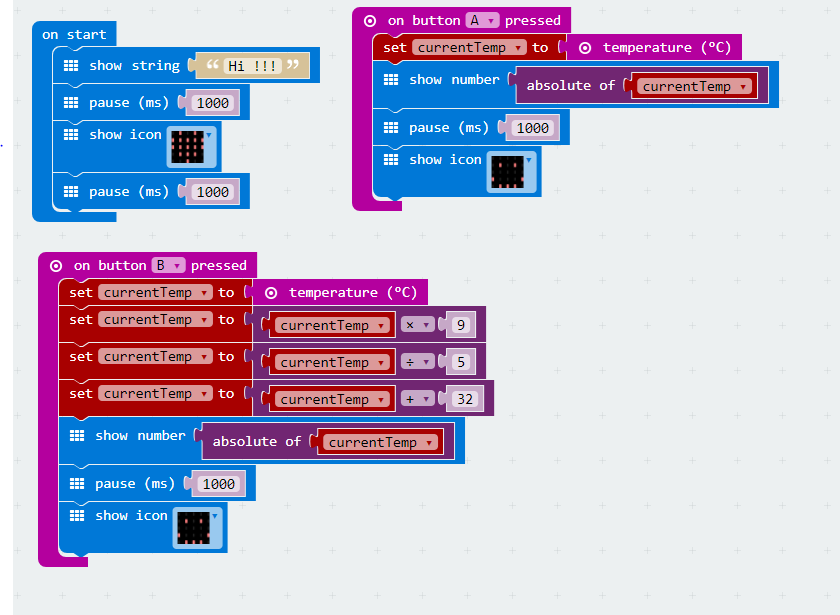 on start
show string “ Hi !!! ”
pause (ms) 1000
show icon
pause (ms) 1000
on button A pressed
set currentTemp to temperature (ºC)
show number absolute of currentTemp
pause (ms) 1000
show icon
on button B pressed
set currentTemp to temperature (ºC)
set currentTemp to currentTemp × 9
set currentTemp to currentTemp ÷ 5
set currentTemp to currentTemp + 32
show number absolute of currentTemp
pause (ms) 1000
show icon